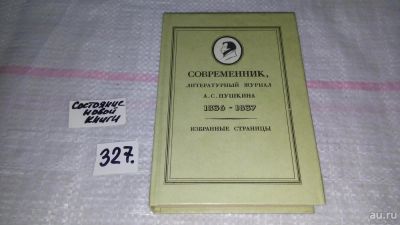 СОВРЕМЕННИК,
ЛИТЕРАТУРНЫЙ ЖУРНАЛ
А. С. ПУШКИНА
1836 - 1837
ИЗБРАННЫЕ СТРАНИЦЫ
Состояние
новой
книги
327.
au.ru